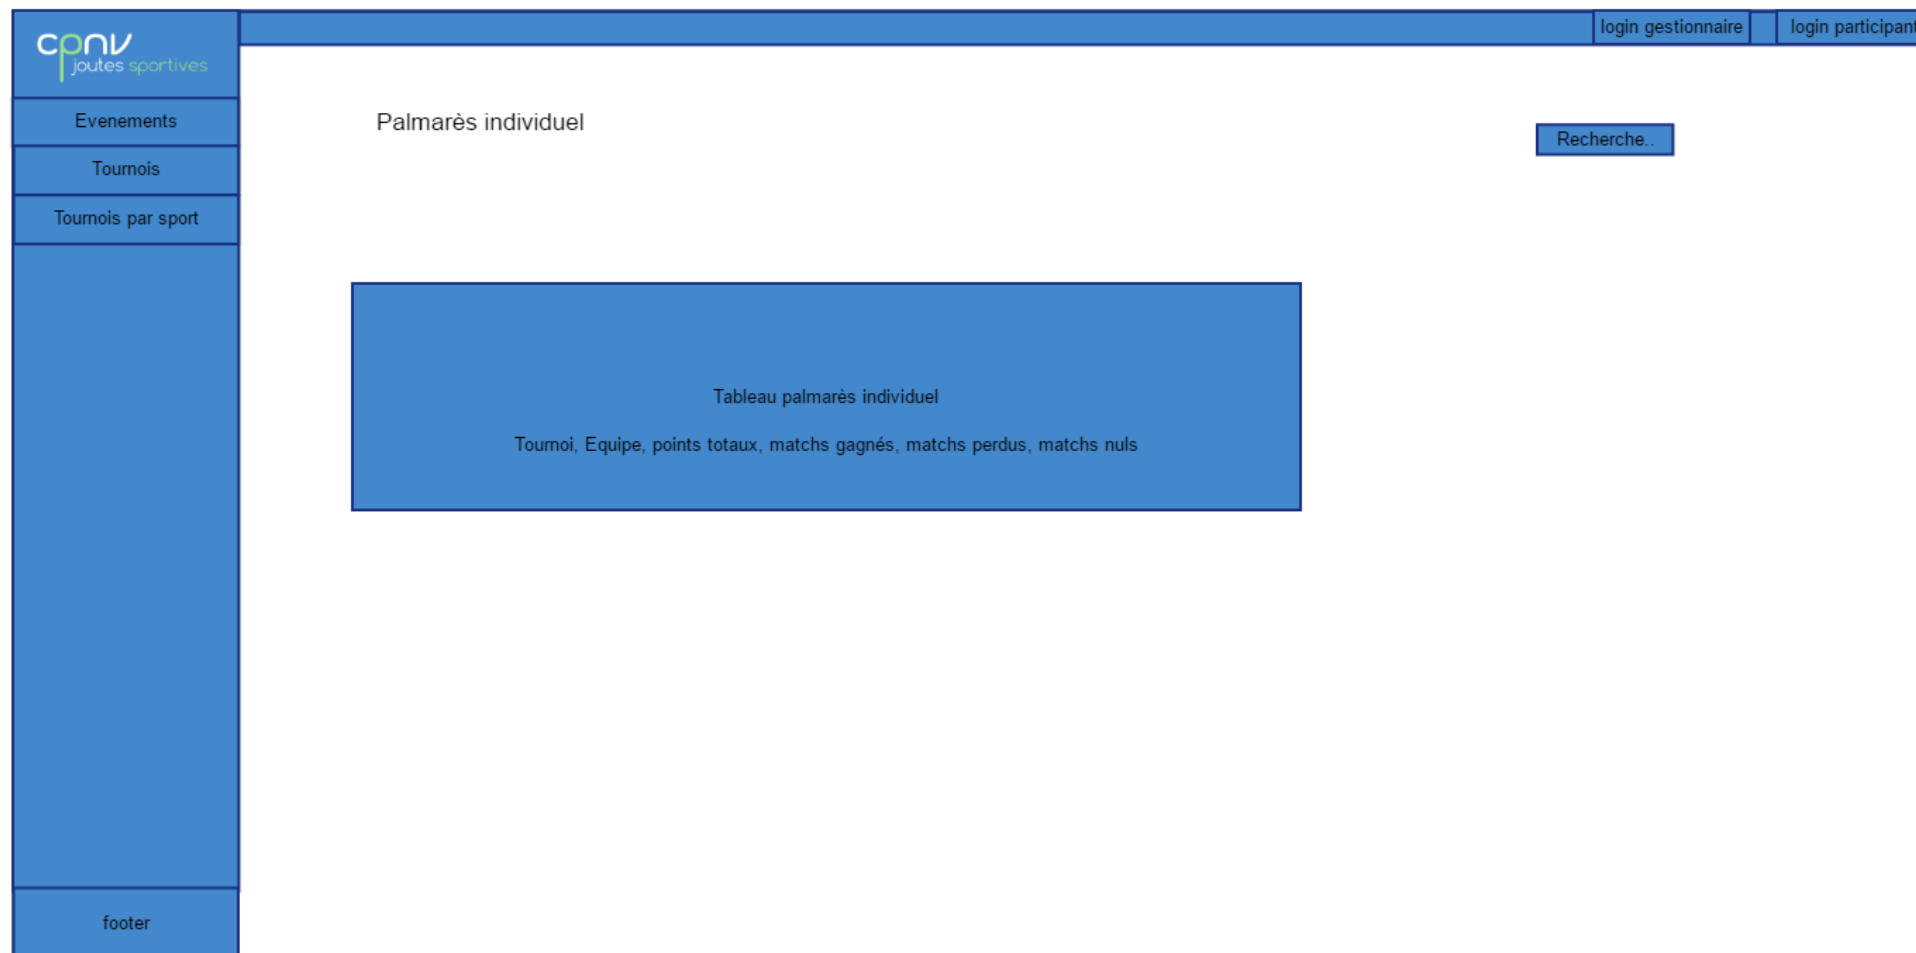 cpnv
joutes sportives
login gestionnaire
login participant
Evenements
Tournois
Tournois par sport
Palmarès individuel
Recherche..
Tableau palmarès individuel
Tournoi, Equipe, points totaux, matchs gagnés, matchs perdus, matchs nuls
footer